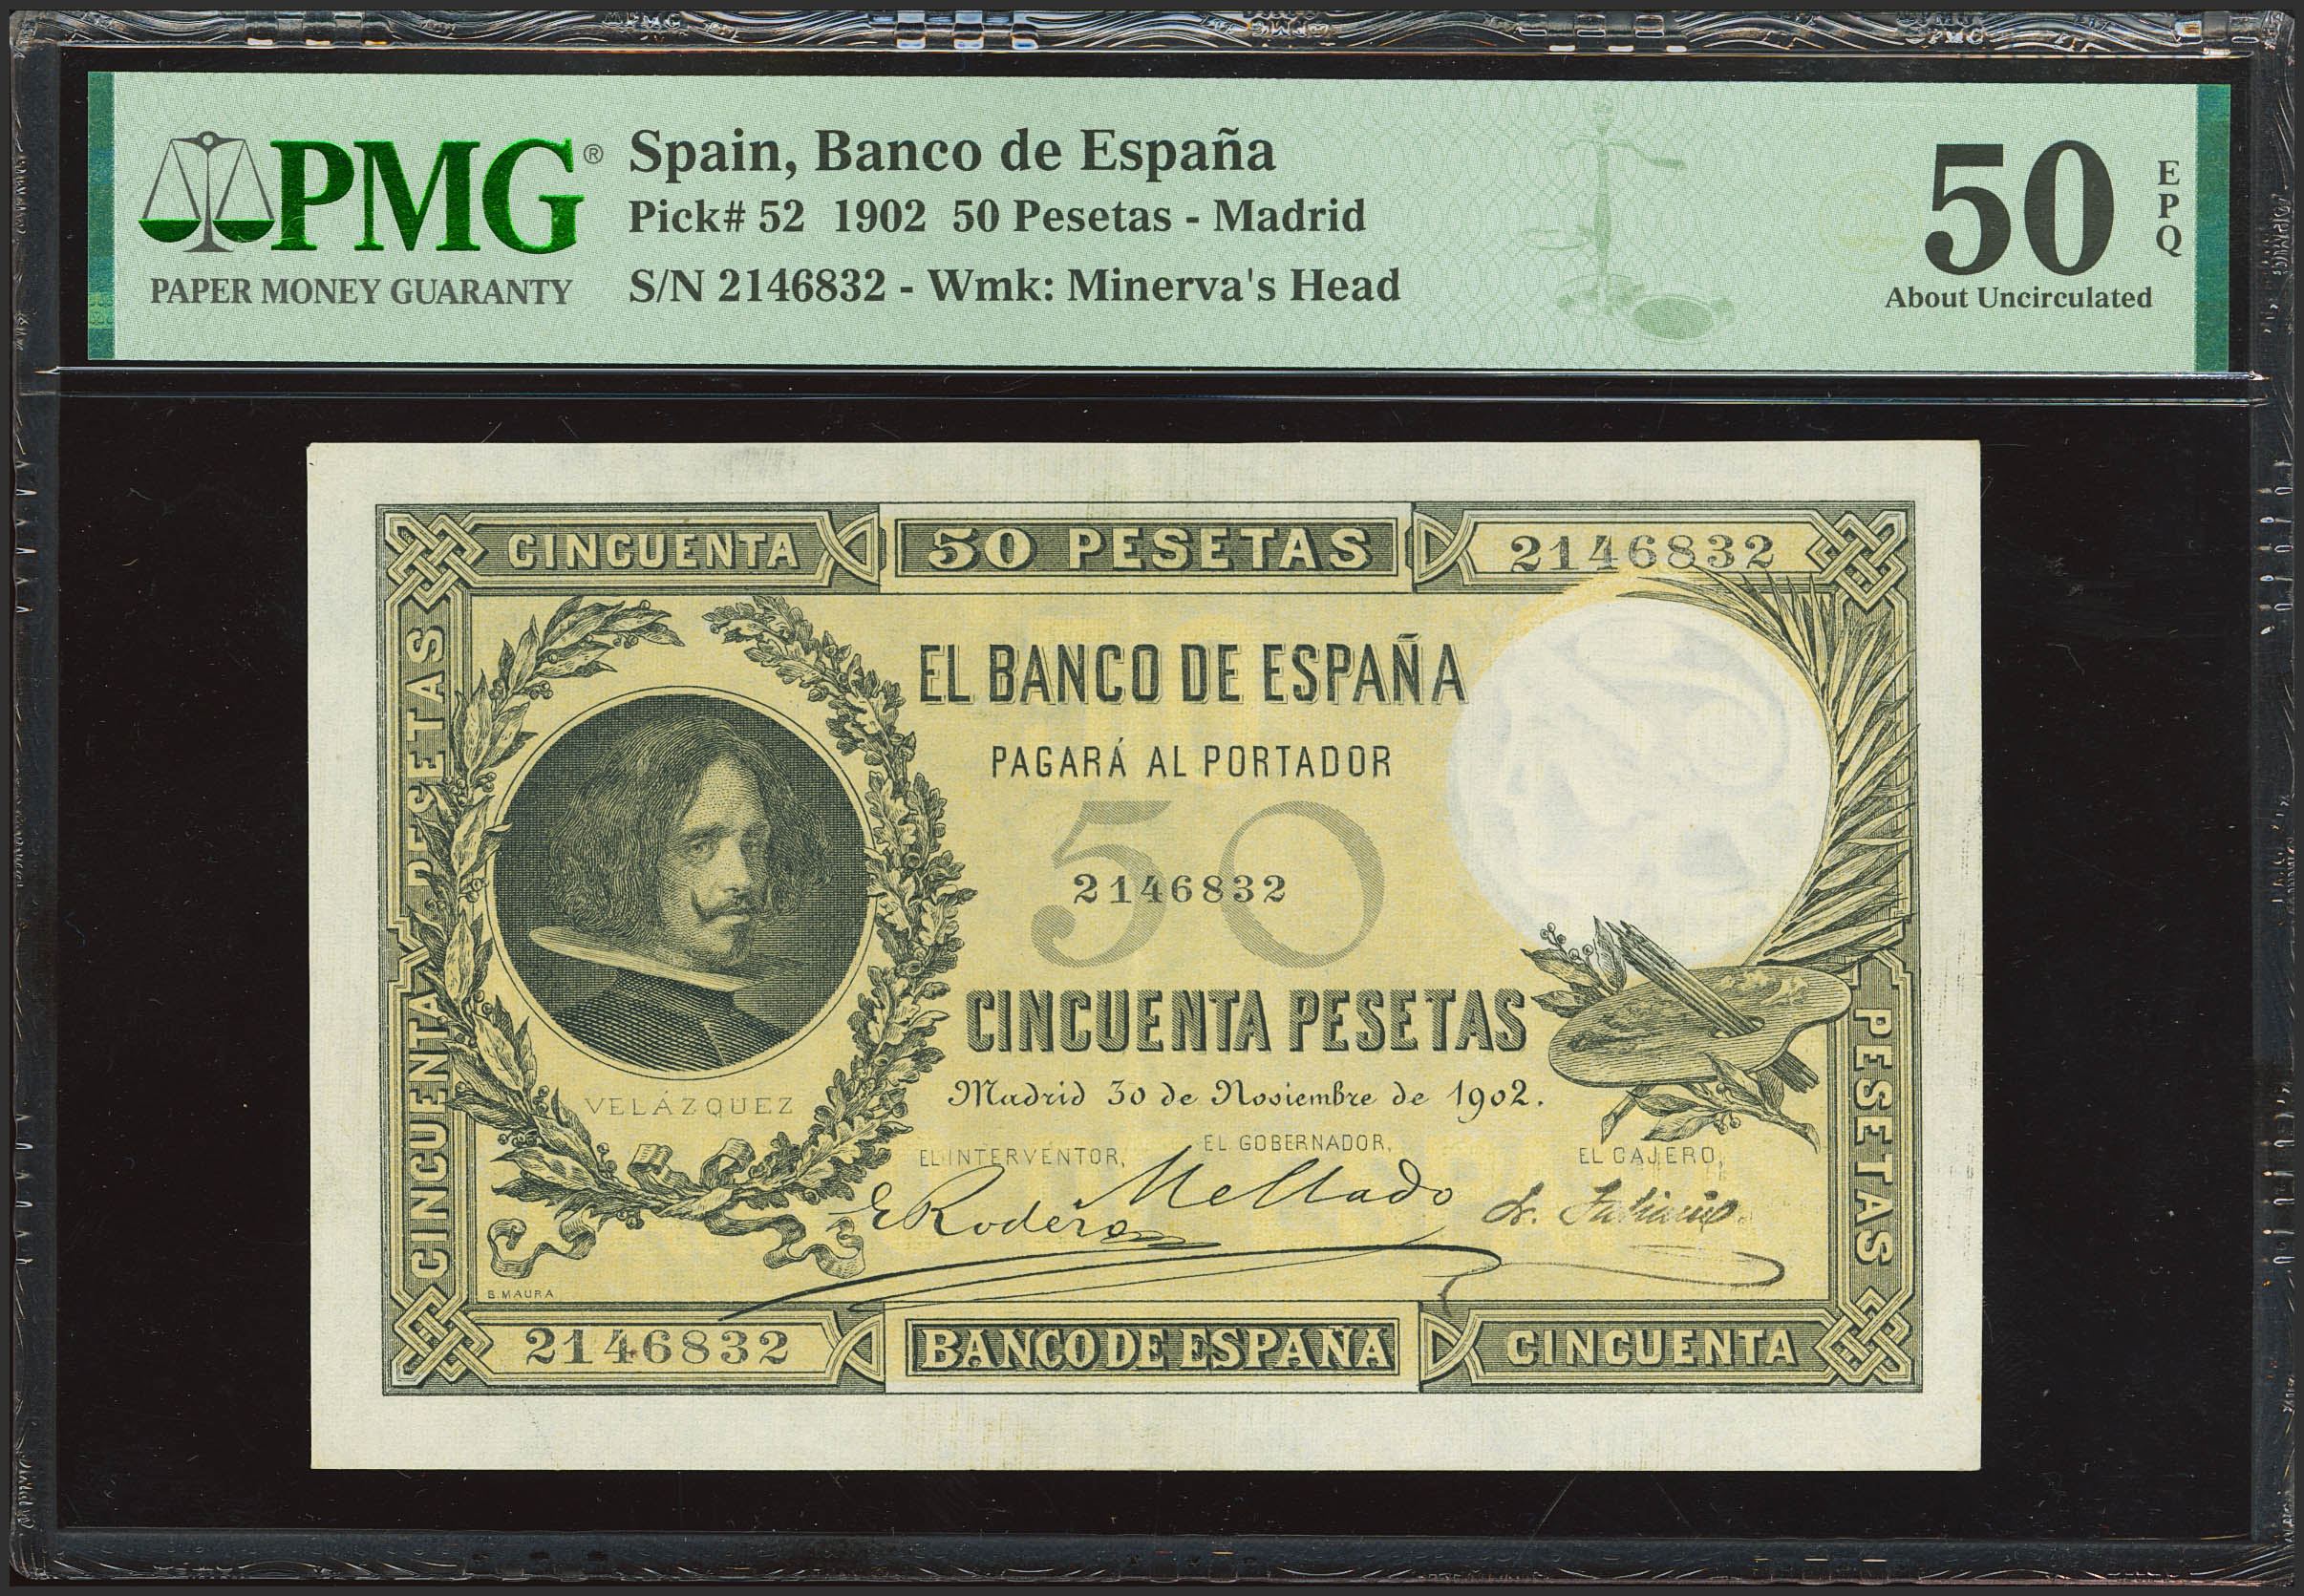 PMG®
PAPER MONEY GUARANTY
Spain, Banco de España
Pick# 52 1902 50 Pesetas - Madrid
S/N 2146832 - Wmk: Minerva's Head
50
EPQ
About Uncirculated
CINCUENTA
50 PESETAS
2146832
CINCUENTA PESETAS
EL BANCO DE ESPAÑA
PAGARÁ AL PORTADOR
50
2146832
CINCUENTA PESETAS
Madrid 30 de Noviembre de 1902.
VELÁZQUEZ
EL INTERVENTOR,
EL GOBERNADOR,
EL CAJERO,
E Rodero
Mellado
PESETAS
B. MAURA
2146832
BANCO DE ESPAÑA
CINCUENTA